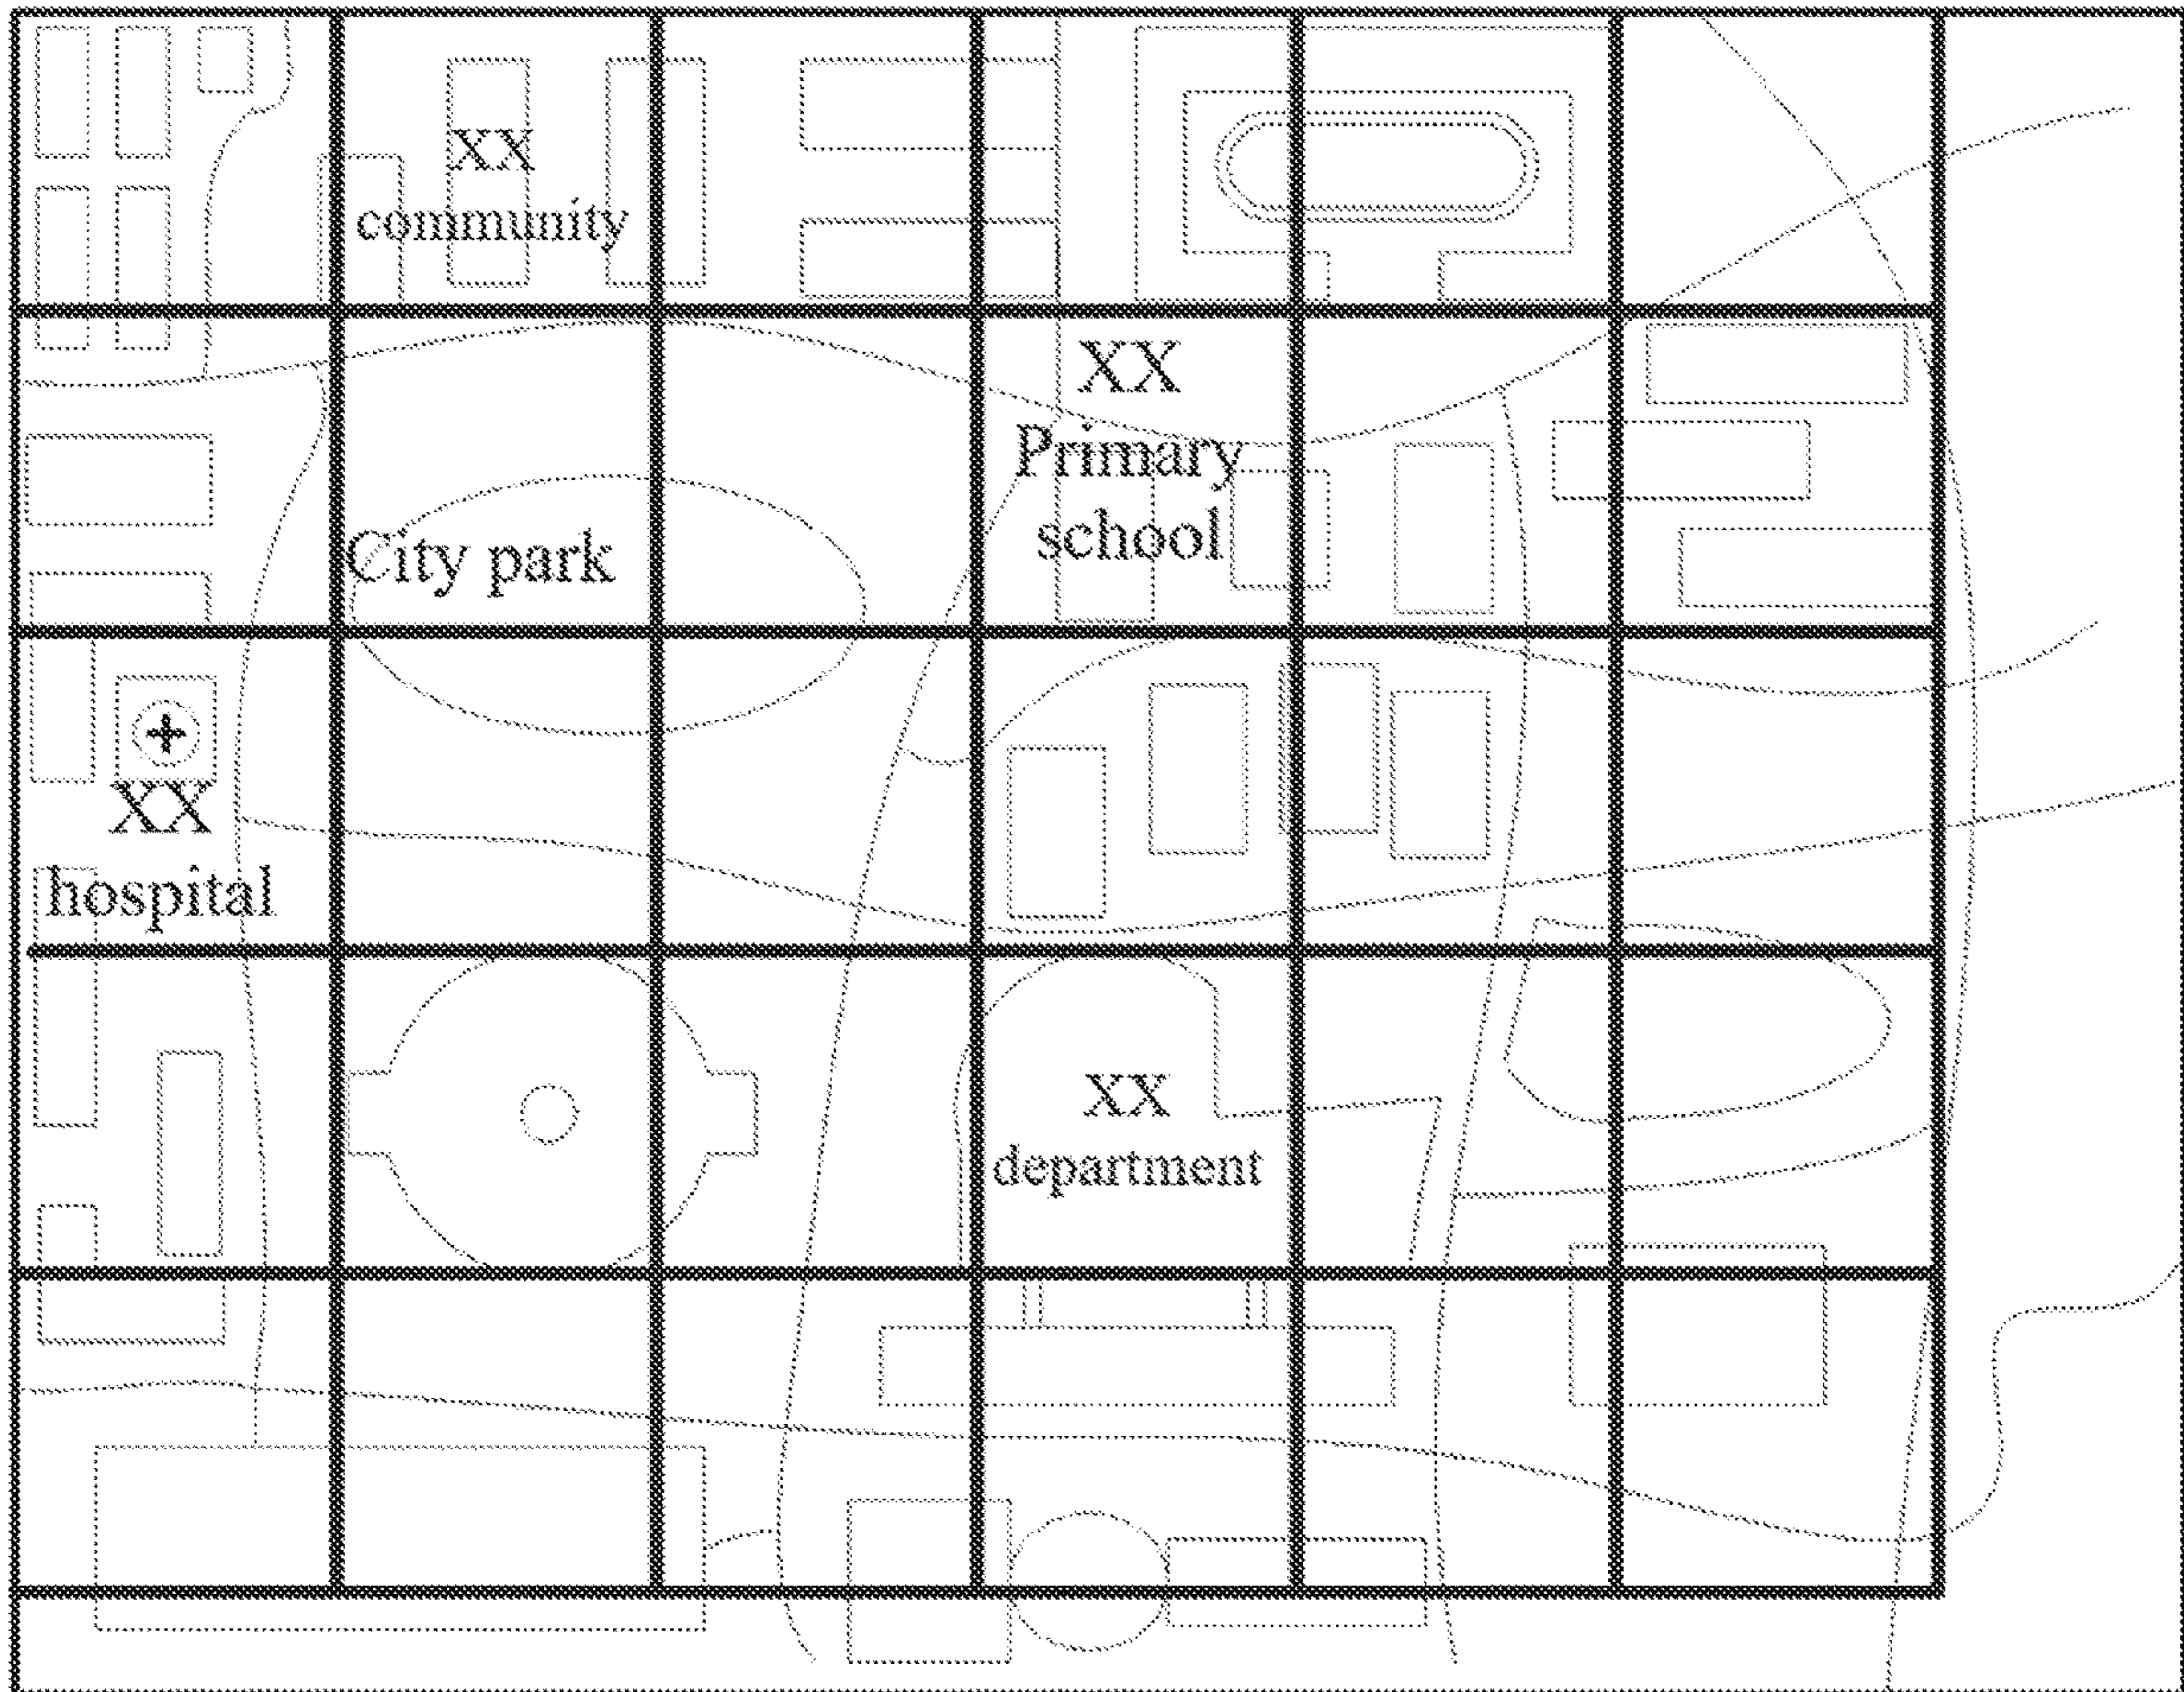 XX
community
XX
Primary
school
City park
XX
hospital
XX
department